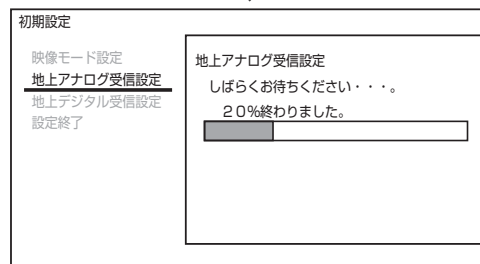 初期設定
映像モード設定
地上アナログ受信設定
地上デジタル受信設定
設定終了
地上アナログ受信設定
しばらくお待ちください・・・。
２０％終わりました。